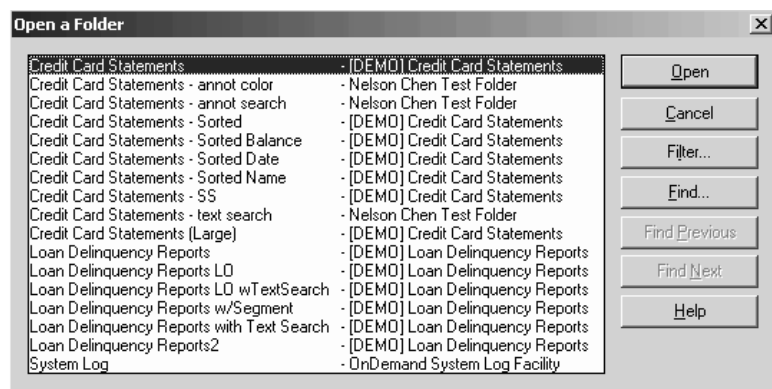 Open a Folder
Credit Card Statements - [DEMO] Credit Card Statements
Credit Card Statements - annot color - Nelson Chen Test Folder
Credit Card Statements - annot search - Nelson Chen Test Folder
Credit Card Statements - Sorted - [DEMO] Credit Card Statements
Credit Card Statements - Sorted Balance - [DEMO] Credit Card Statements
Credit Card Statements - Sorted Date - [DEMO] Credit Card Statements
Credit Card Statements - Sorted Name - [DEMO] Credit Card Statements
Credit Card Statements - SS - [DEMO] Credit Card Statements
Credit Card Statements - text search - Nelson Chen Test Folder
Credit Card Statements (Large) - [DEMO] Credit Card Statements
Loan Delinquency Reports - [DEMO] Loan Delinquency Reports
Loan Delinquency Reports LO - [DEMO] Loan Delinquency Reports
Loan Delinquency Reports LO wTextSearch - [DEMO] Loan Delinquency Reports
Loan Delinquency Reports w/Segment - [DEMO] Loan Delinquency Reports
Loan Delinquency Reports with Text Search - [DEMO] Loan Delinquency Reports
Loan Delinquency Reports2 - [DEMO] Loan Delinquency Reports
System Log - OnDemand System Log Facility
Open
Cancel
Filter...
Find...
Find Previous
Find Next
Help